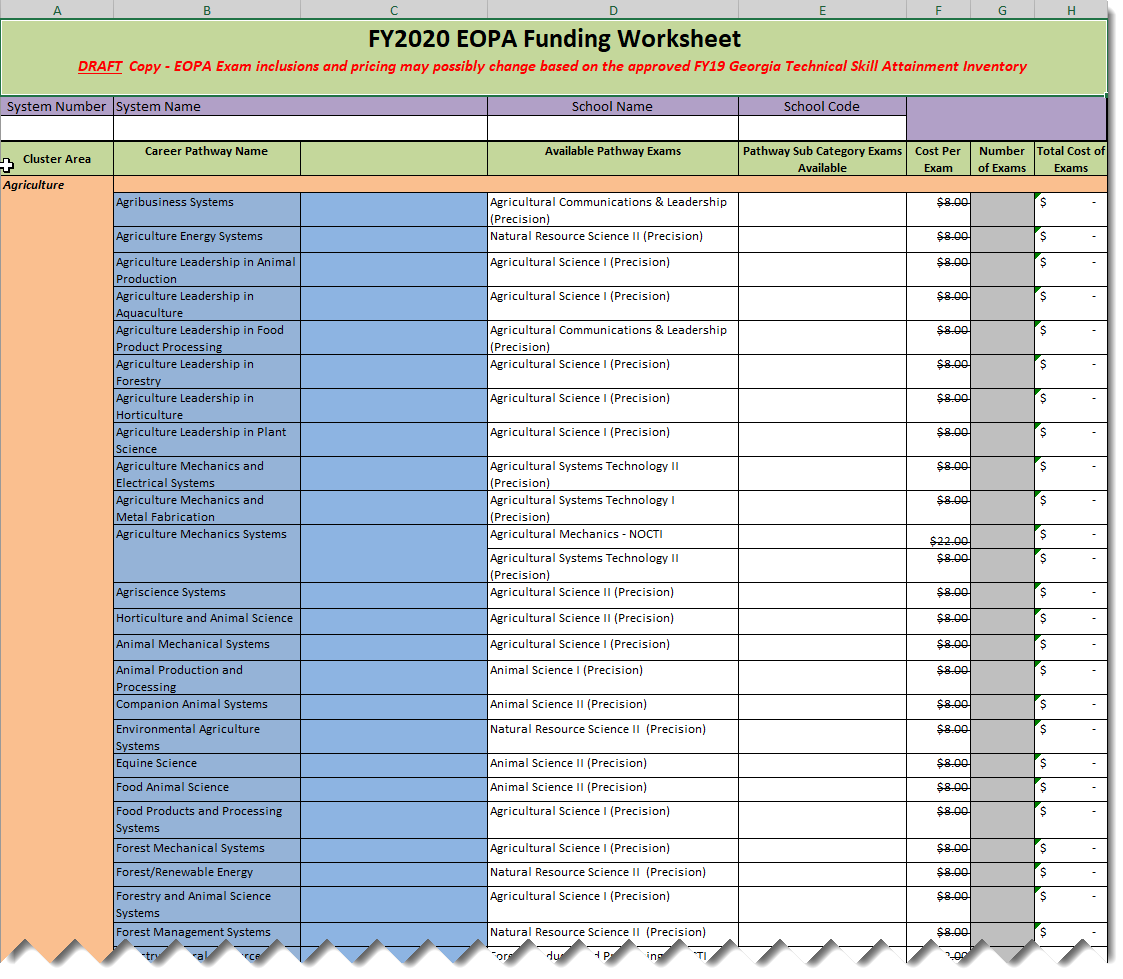 A B C D E F G H
FY2020 EOPA Funding Worksheet
DRAFT Copy - EOPA Exam inclusions and pricing may possibly change based on the approved FY19 Georgia Technical Skill Attainment Inventory
System Number System Name School Name School Code
Cluster Area Career Pathway Name Available Pathway Exams Pathway Sub Category Exams Cost Per Number Total Cost of
Available Exam of Exams Exams
Agriculture
Agribusiness Systems Agricultural Communications & Leadership $8.00 $ -
(Precision)
Agriculture Energy Systems Natural Resource Science II (Precision) $8.00 $ -
Agriculture Leadership in Animal Agricultural Science I (Precision) $8.00 $ -
Production
Agriculture Leadership in Agricultural Science I (Precision) $8.00 $ -
Aquaculture
Agriculture Leadership in Food Agricultural Communications & Leadership $8.00 $ -
Product Processing (Precision)
Agriculture Leadership in Agricultural Science I (Precision) $8.00 $ -
Forestry
Agriculture Leadership in Agricultural Science I (Precision) $8.00 $ -
Horticulture
Agriculture Leadership in Plant Agricultural Science I (Precision) $8.00 $ -
Science
Agriculture Mechanics and Agricultural Systems Technology II $8.00 $ -
Electrical Systems (Precision)
Agriculture Mechanics and Agricultural Systems Technology I $8.00 $ -
Metal Fabrication (Precision)
Agriculture Mechanics Systems Agricultural Mechanics - NOCTI $22.00 $ -
Agricultural Systems Technology II $8.00 $ -
(Precision)
Agriscience Systems Agricultural Science II (Precision) $8.00 $ -
Horticulture and Animal Science Agricultural Science II (Precision) $8.00 $ -
Animal Mechanical Systems Agricultural Science I (Precision) $8.00 $ -
Animal Production and Animal Science I (Precision) $8.00 $ -
Processing
Companion Animal Systems Animal Science II (Precision) $8.00 $ -
Environmental Agriculture Natural Resource Science II (Precision) $8.00 $ -
Systems
Equine Science Animal Science II (Precision) $8.00 $ -
Food Animal Science Animal Science II (Precision) $8.00 $ -
Food Products and Processing Agricultural Science I (Precision) $8.00 $ -
Systems
Forest Mechanical Systems Agricultural Science I (Precision) $8.00 $ -
Forest/Renewable Energy Natural Resource Science II (Precision) $8.00 $ -
Forestry and Animal Science Agricultural Science I (Precision) $8.00 $ -
Systems
Forest Management Systems Natural Resource Science II (Precision) $8.00 $ -